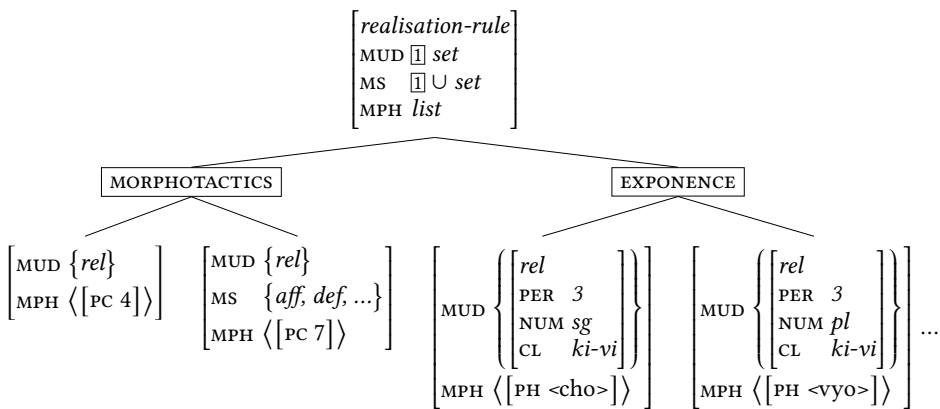 realisation-rule
MUD 1 set
MS 1 ∪ set
MPH list
MORPHOTACTICS
EXPONENCE
MUD {rel}
MPH ⟨[PC 4]⟩
MUD {rel}
MS {aff, def, ...}
MPH ⟨[PC 7]⟩
rel
PER 3
MUD
NUM sg
CL ki-vi
MPH ⟨[PH <cho>]⟩
rel
PER 3
MUD
NUM pl
CL ki-vi
MPH ⟨[PH <vyo>]⟩
...